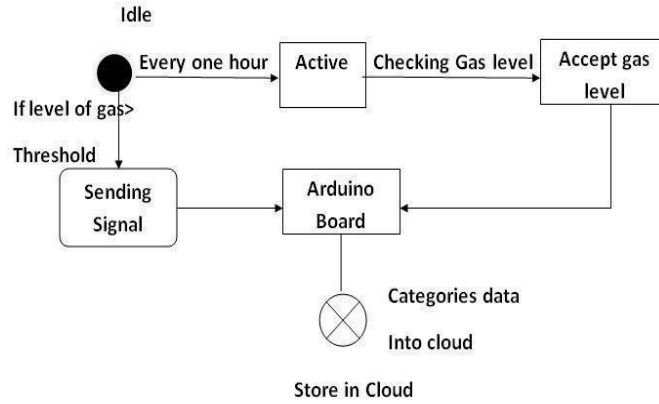 Idle
Every one hour
Active
Checking Gas level
Accept gas
level
If level of gas>
Threshold
Sending
Signal
Arduino
Board
Categories data
Into cloud
Store in Cloud